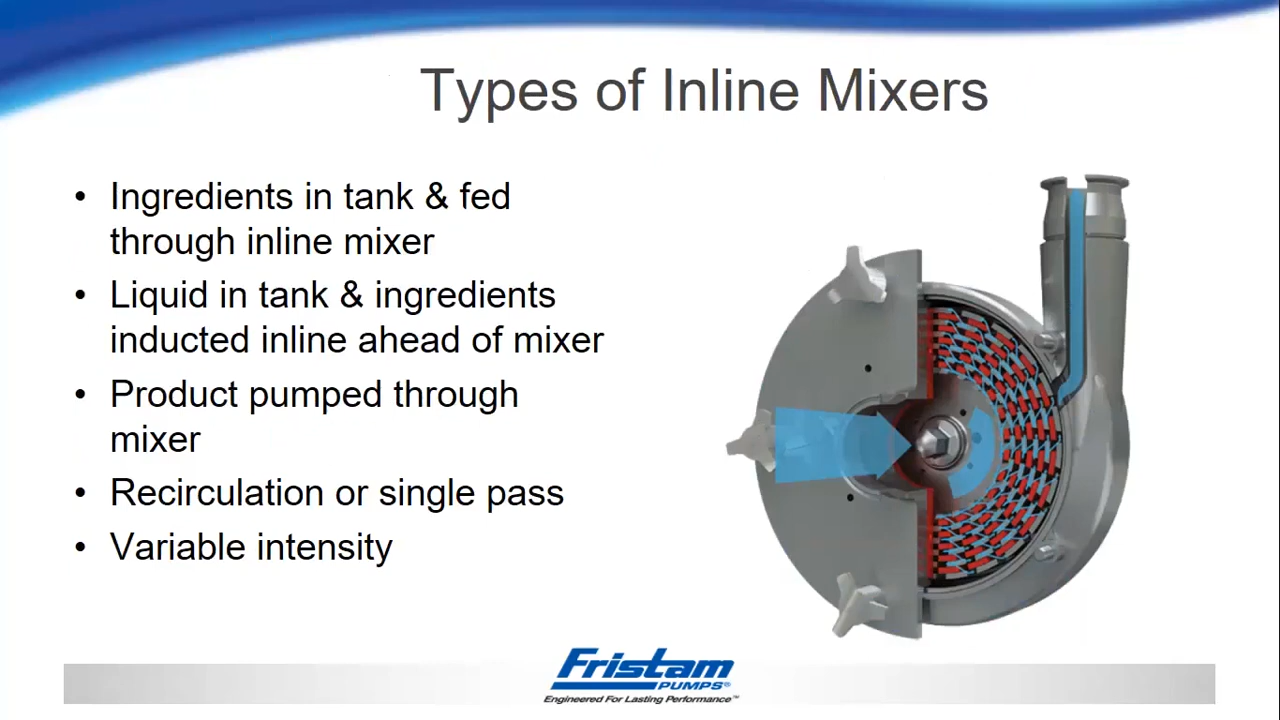 Types of Inline Mixers
• Ingredients in tank & fed
through inline mixer
• Liquid in tank & ingredients
inducted inline ahead of mixer
• Product pumped through
mixer
• Recirculation or single pass
• Variable intensity
Fristam
PUMPS®
Engineered For Lasting Performance™